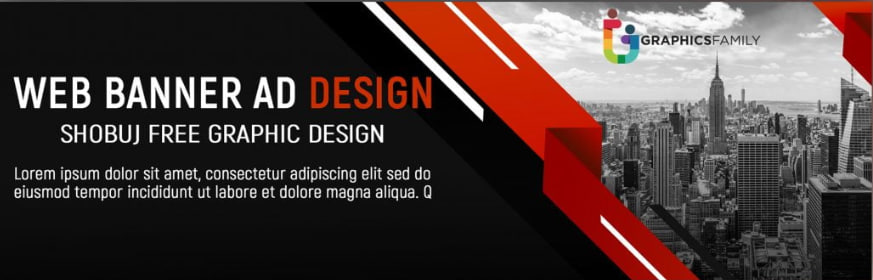 WEB BANNER AD DESIGN
SHOBUJ FREE GRAPHIC DESIGN
Lorem ipsum dolor sit amet, consectetur adipiscing elit sed do
eiusmod tempor incididunt ut labore et dolore magna aliqua. Q
GRAPHICSFAMILY